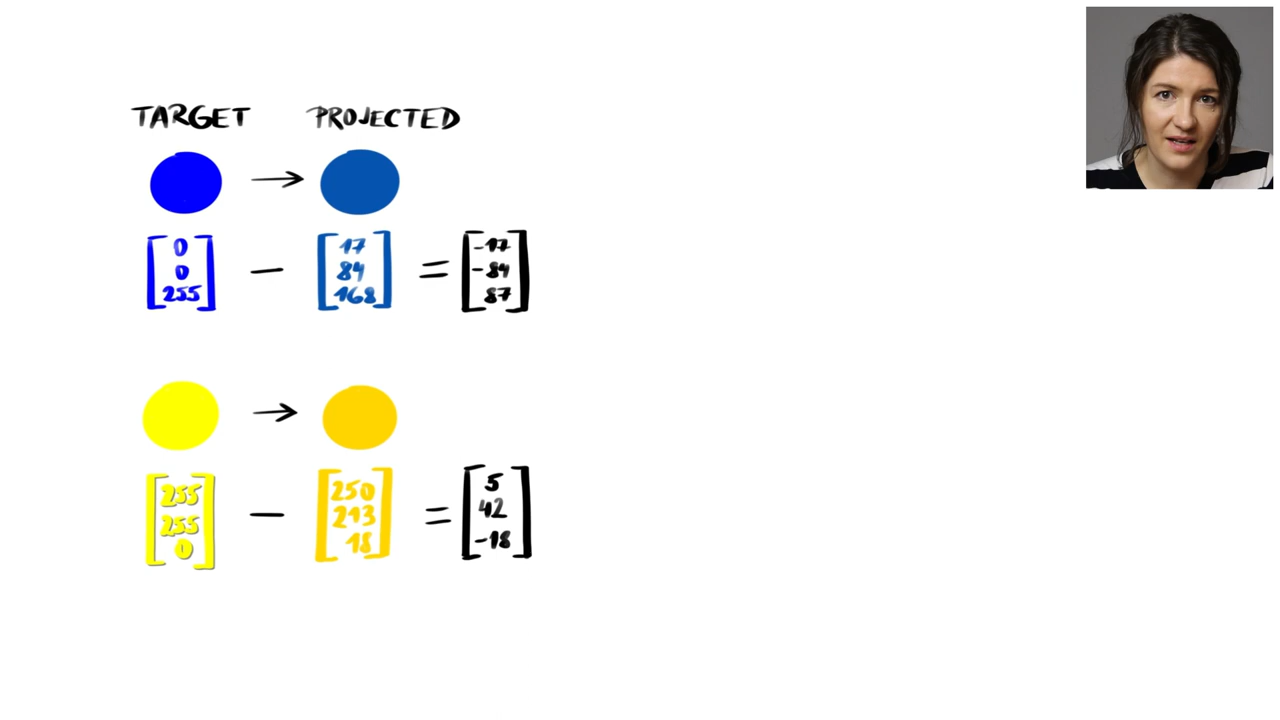 TARGET PROJECTED
0 17 -17
0 - 84 = -84
255 168 87
255 250 5
255 - 213 = 42
0 18 -18